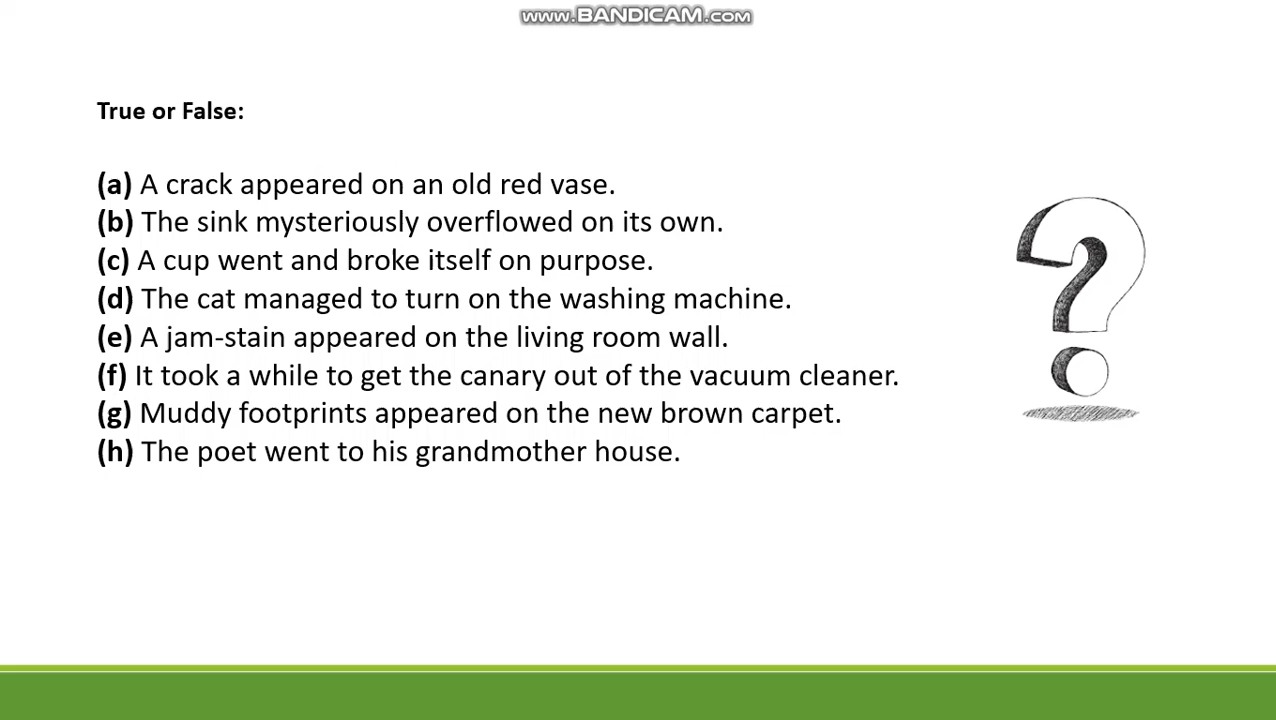 www.BANDICAM.com
True or False:
(a) A crack appeared on an old red vase.
(b) The sink mysteriously overflowed on its own.
(c) A cup went and broke itself on purpose.
(d) The cat managed to turn on the washing machine.
(e) A jam-stain appeared on the living room wall.
(f) It took a while to get the canary out of the vacuum cleaner.
(g) Muddy footprints appeared on the new brown carpet.
(h) The poet went to his grandmother house.